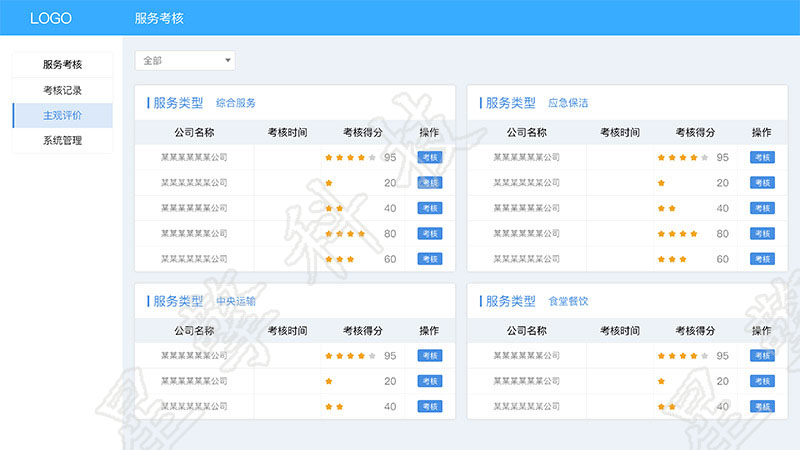 LOGO 服务考核
服务考核
考核记录
主观评价
系统管理
全部
服务类型 综合服务
公司名称 考核时间 考核得分 操作
某某某某某某公司 95 考核
某某某某某某公司 20 考核
某某某某某某公司 40 考核
某某某某某某公司 80 考核
某某某某某某公司 60 考核
服务类型 应急保洁
公司名称 考核时间 考核得分 操作
某某某某某某公司 95 考核
某某某某某某公司 20 考核
某某某某某某公司 40 考核
某某某某某某公司 80 考核
某某某某某某公司 60 考核
服务类型 中央运输
公司名称 考核时间 考核得分 操作
某某某某某某公司 95 考核
某某某某某某公司 20 考核
某某某某某某公司 40 考核
服务类型 食堂餐饮
公司名称 考核时间 考核得分 操作
某某某某某某公司 95 考核
某某某某某某公司 20 考核
某某某某某某公司 40 考核
星擎科技